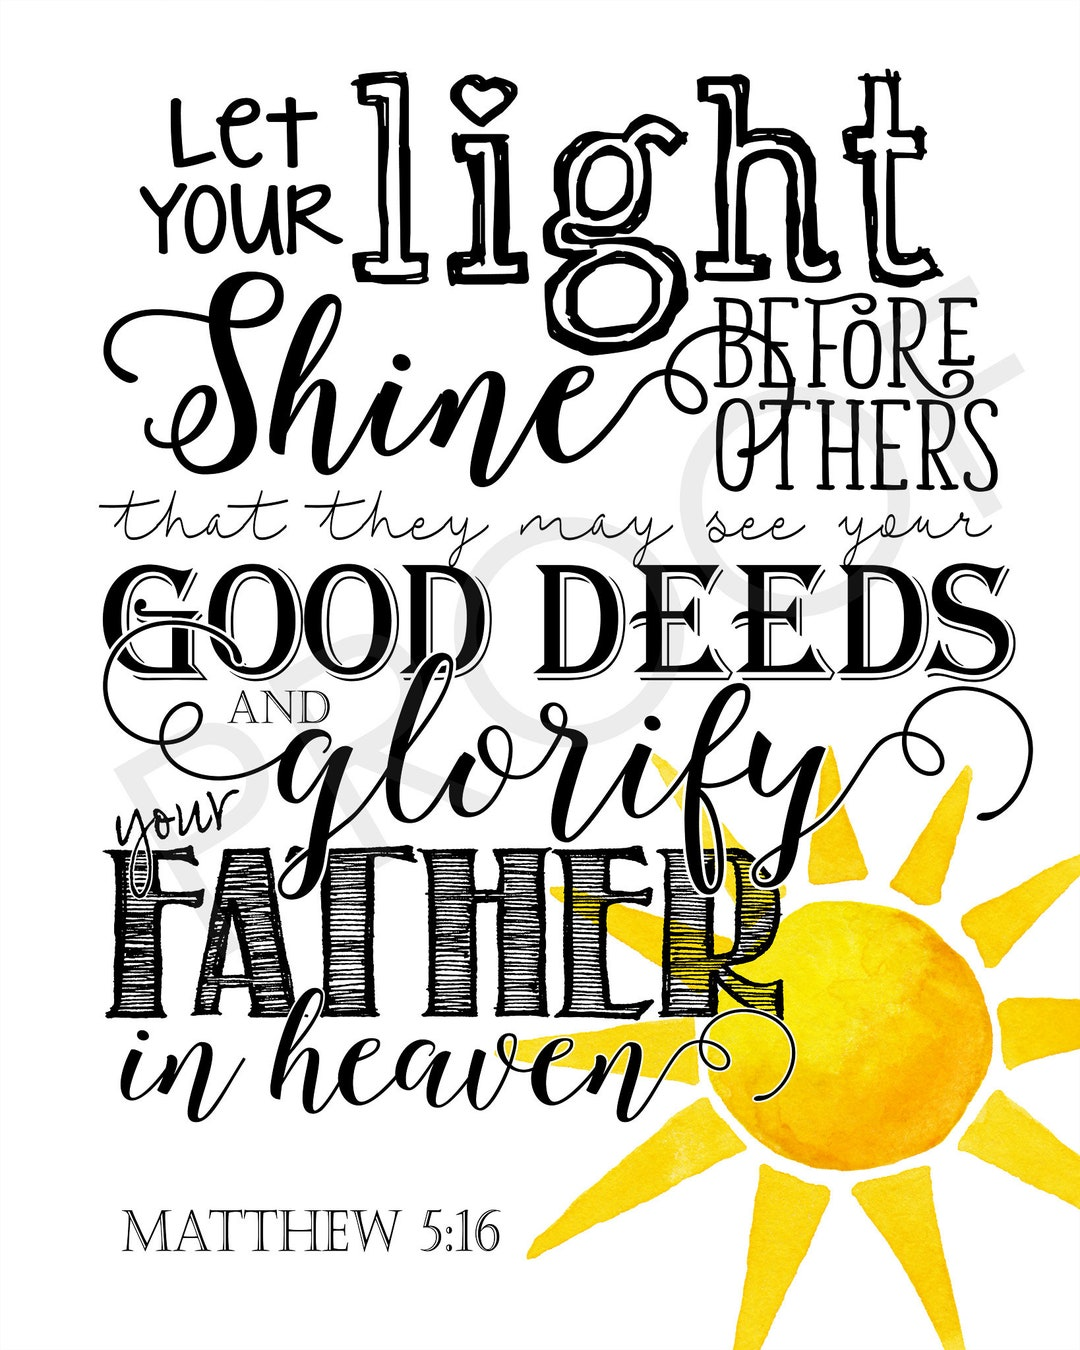 Let
YOUR light
Shine BEFORE
OTHERS
that they may see your
GOOD DEEDS
AND glorify
your
FATHER
in heaven
MATTHEW 5:16
PROOF